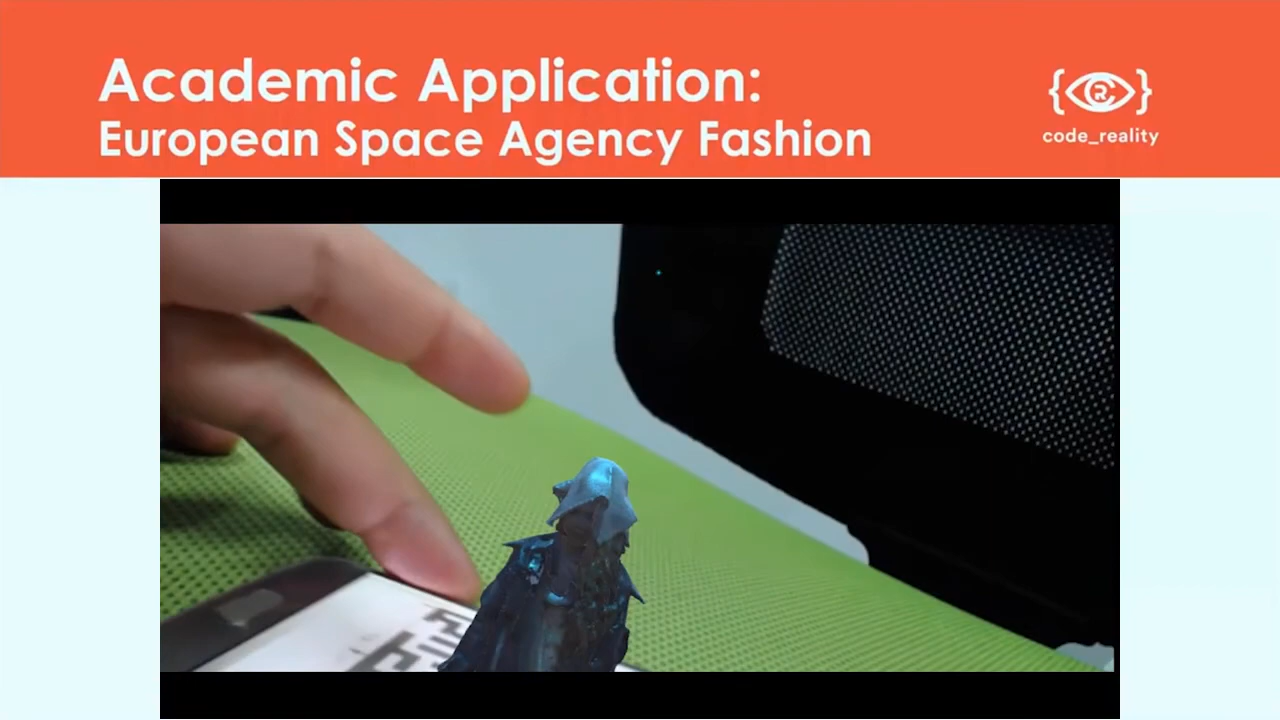 Academic Application:
European Space Agency Fashion
code_reality